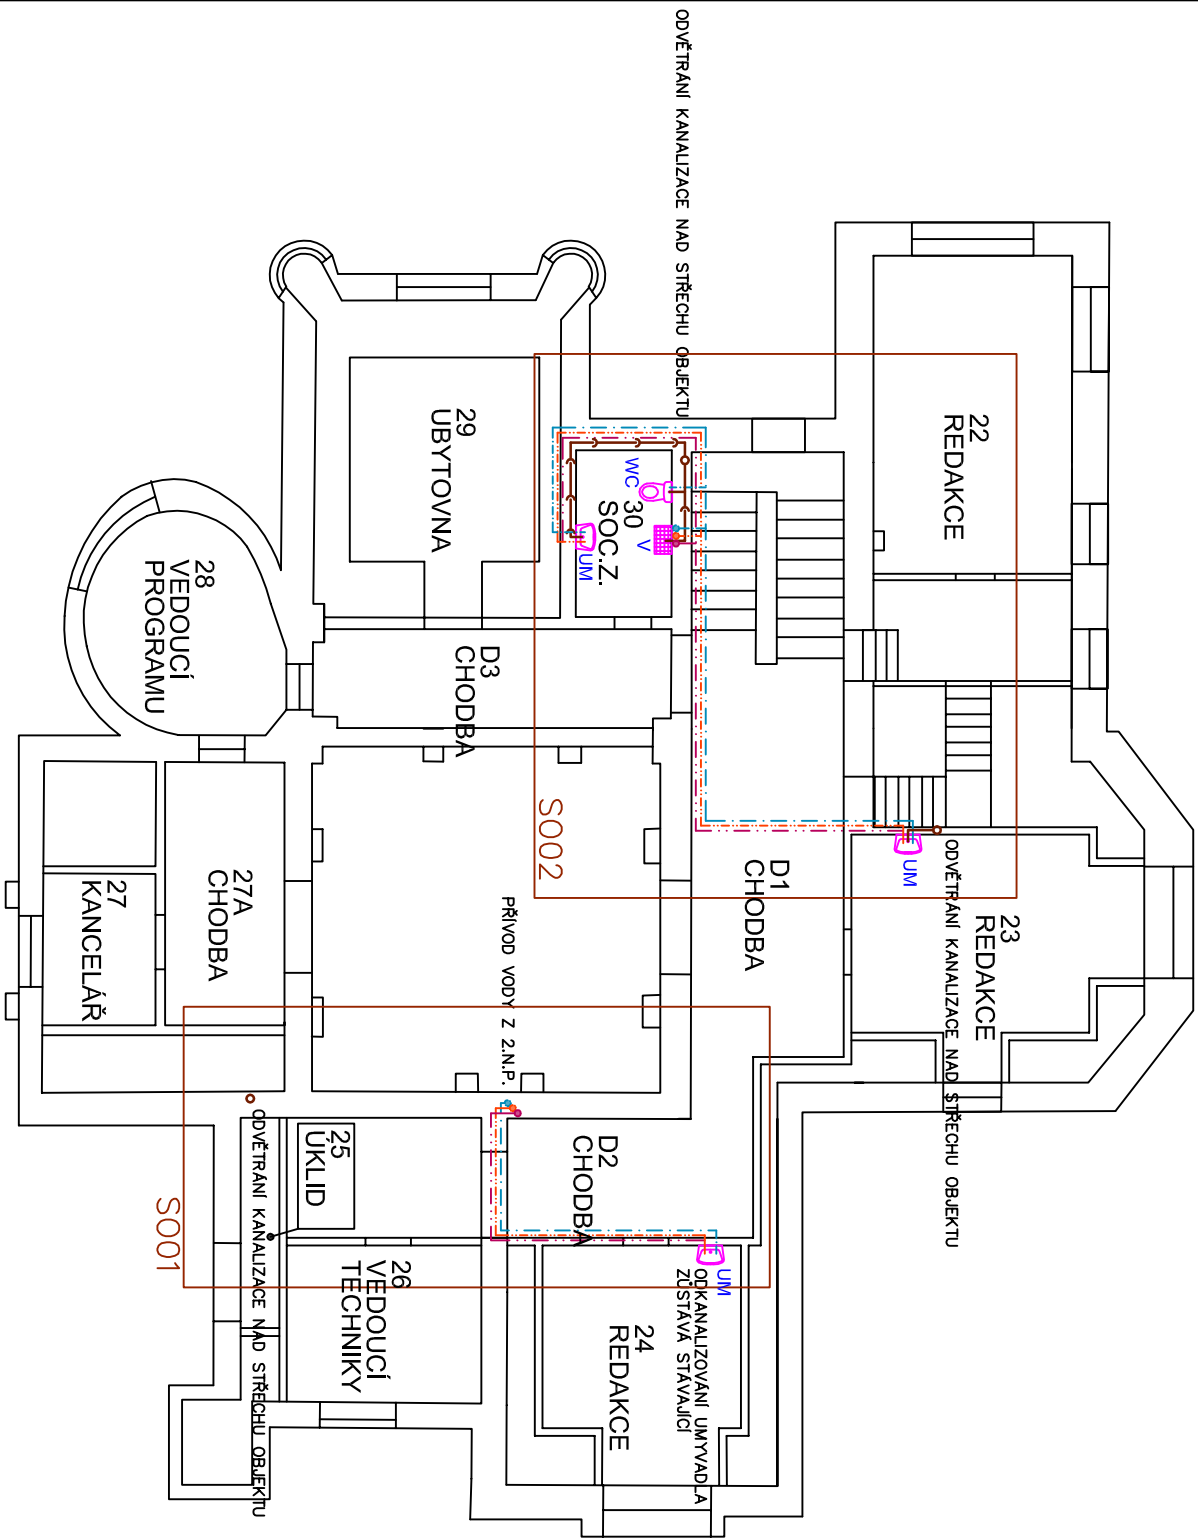 ODVĚTRÁNÍ KANALIZACE NAD STŘECHU OBJEKTU
22
REDAKCE
29
UBYTOVNA
WC
30
SOC.Z.
V
UM
28
VEDOUCÍ
PROGRAMU
D3
CHODBA
S002
UM
D1
CHODBA
23
REDAKCE
ODVĚTRÁNÍ KANALIZACE NAD STŘECHU OBJEKTU
27A
CHODBA
27
KANCELÁŘ
PŘÍVOD VODY Z 2.N.P.
ODVĚTRÁNÍ KANALIZACE NAD STŘECHU OBJEKTU
25
ÚKLID
D2
CHODBA
S001
26
VEDOUCÍ
TECHNIKY
UM
ODKANALIZOVÁNÍ UMYVADLA
ZŮSTÁVÁ STÁVAJÍCÍ
24
REDAKCE